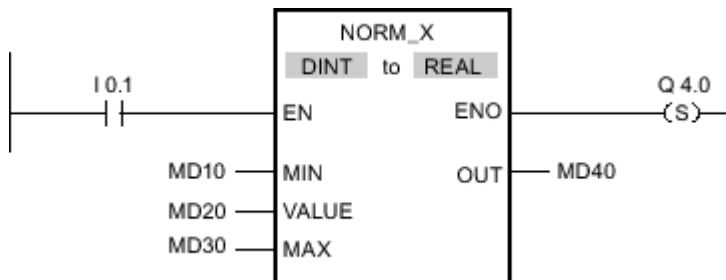 NORM_X
DINT to REAL
I 0.1
Q 4.0
EN
ENO
(S)
MD10
MIN
OUT
MD40
MD20
VALUE
MD30
MAX